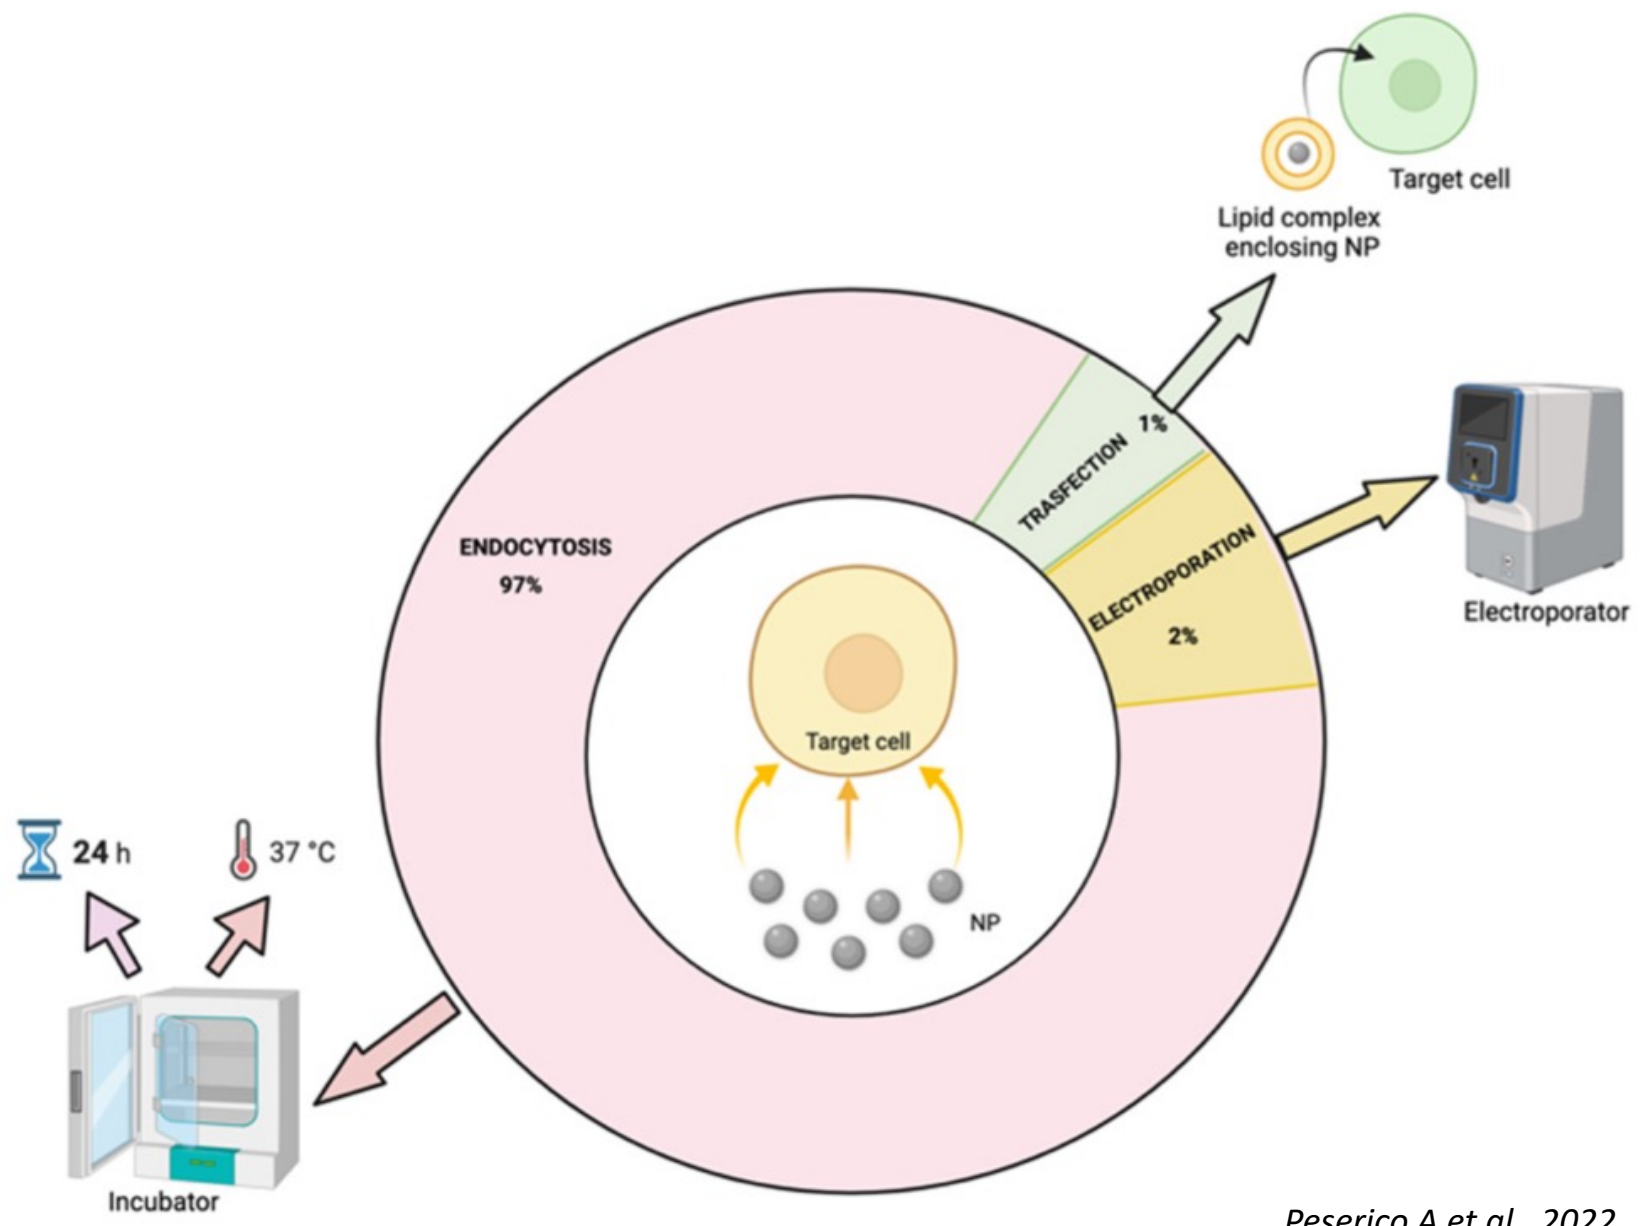 Target cell
Lipid complex
enclosing NP
1%
TRASFECTION
ELECTROPORATION
2%
Electroporator
ENDOCYTOSIS
97%
Target cell
NP
24 h
37 °C
Incubator
Peserico A et al., 2022